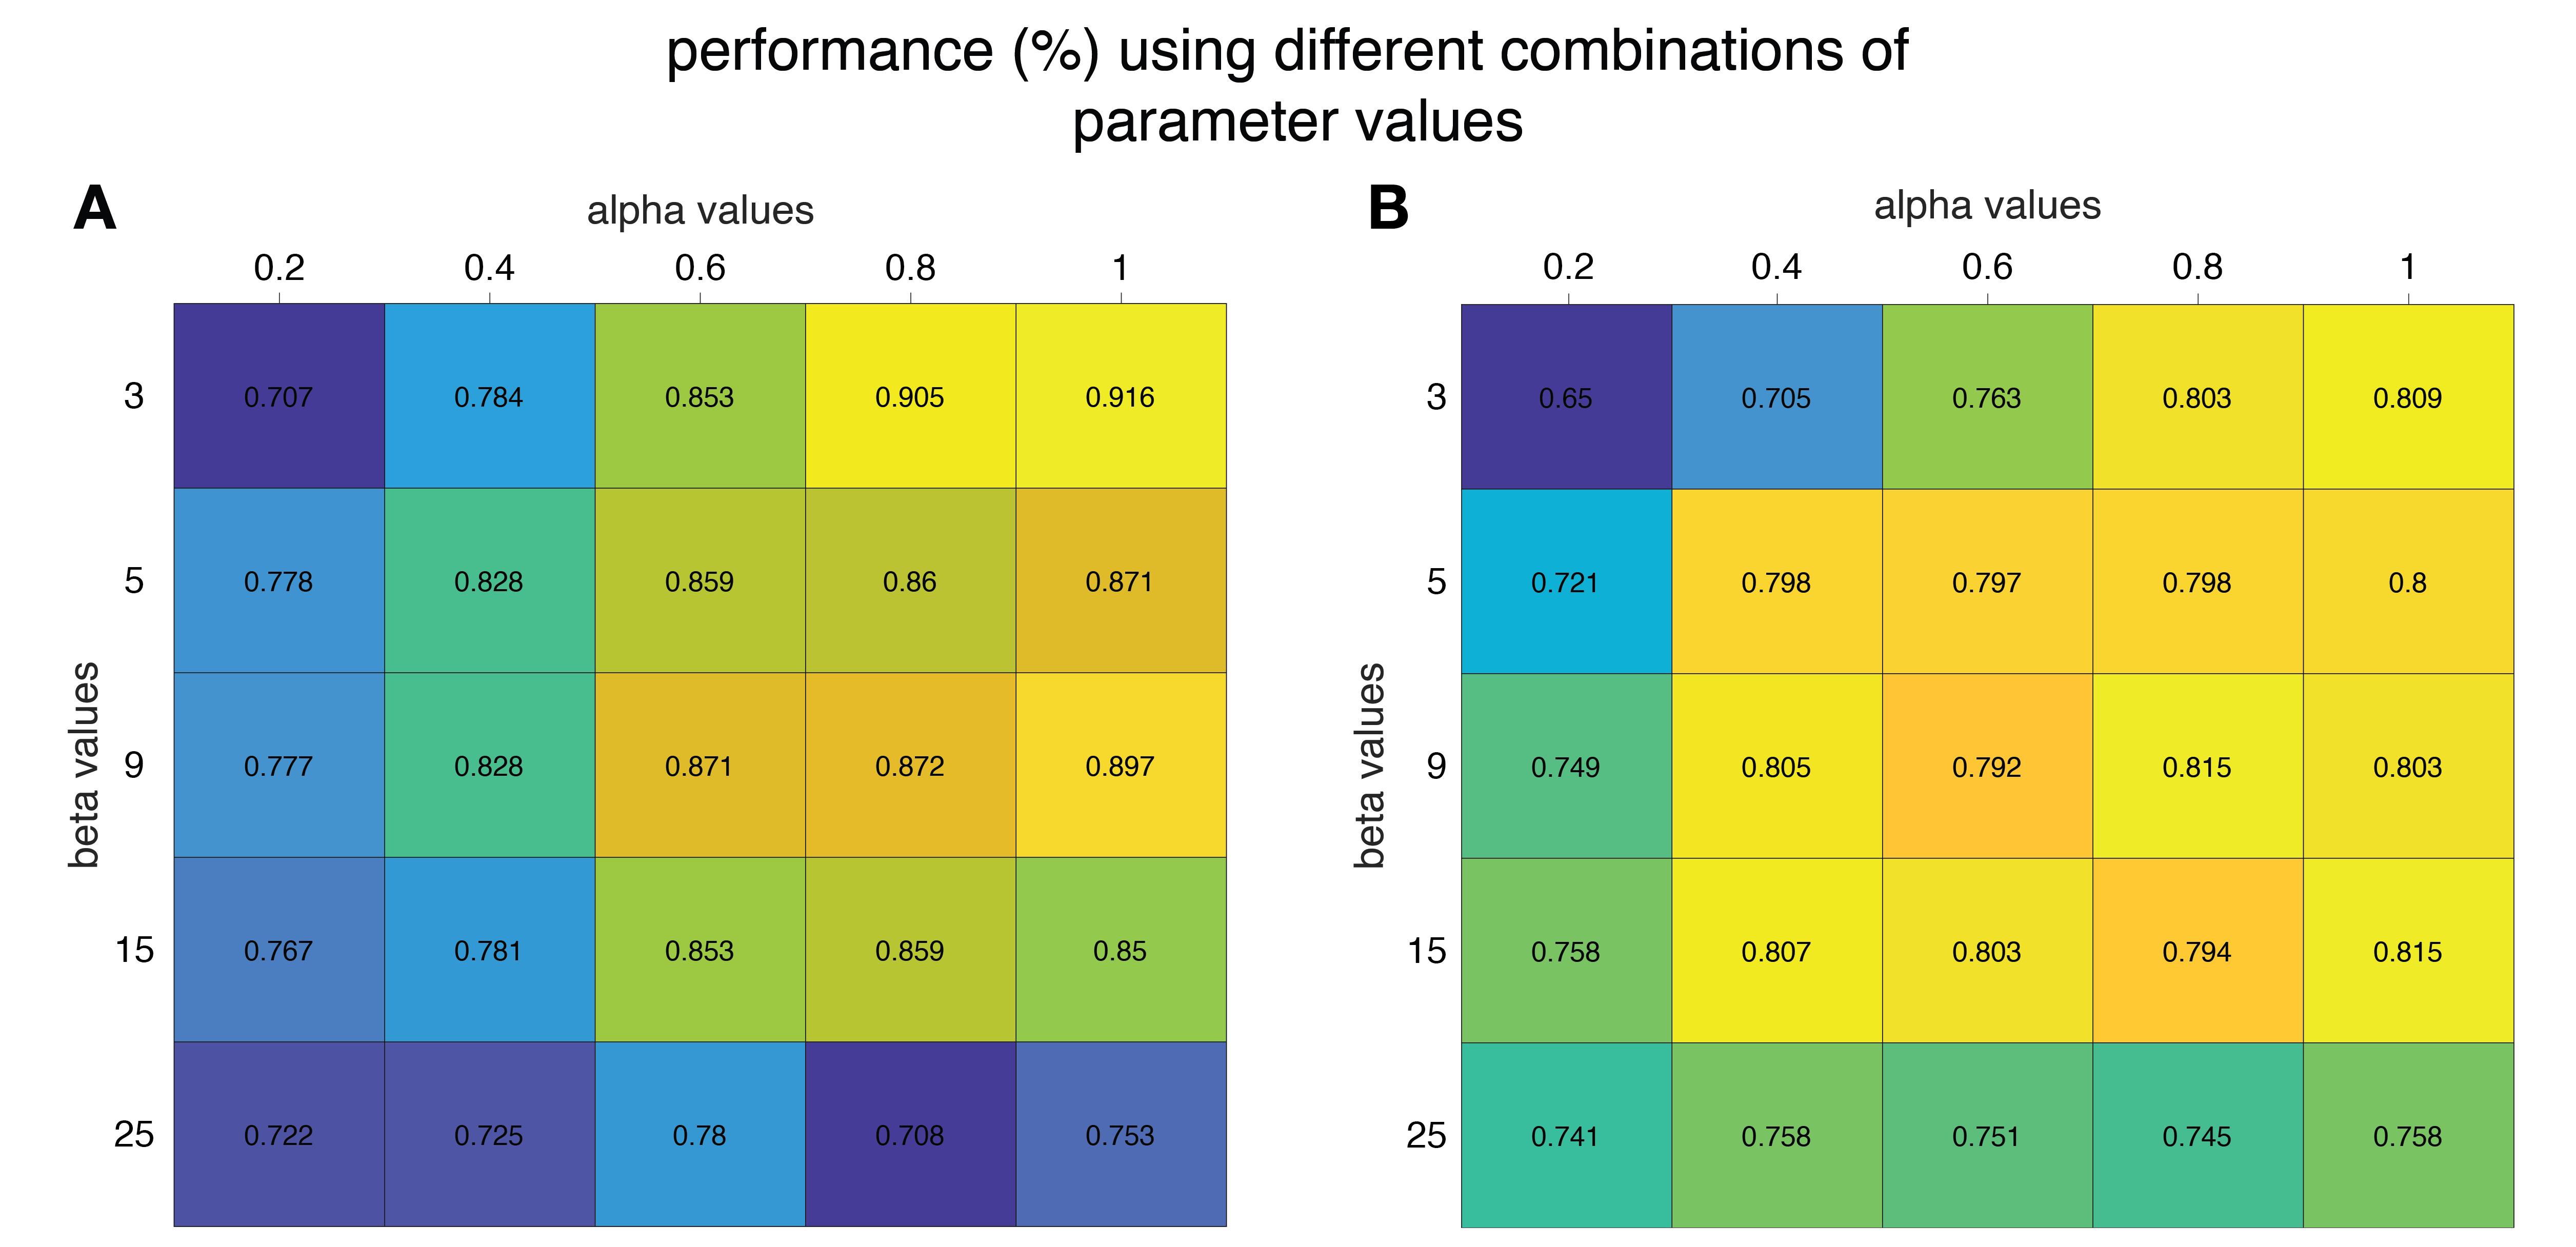 performance (%) using different combinations of
parameter values
A
alpha values
0.2 0.4 0.6 0.8 1
beta values
3 0.707 0.784 0.853 0.905 0.916
5 0.778 0.828 0.859 0.86 0.871
9 0.777 0.828 0.871 0.872 0.897
15 0.767 0.781 0.853 0.859 0.85
25 0.722 0.725 0.78 0.708 0.753
B
alpha values
0.2 0.4 0.6 0.8 1
beta values
3 0.65 0.705 0.763 0.803 0.809
5 0.721 0.798 0.797 0.798 0.8
9 0.749 0.805 0.792 0.815 0.803
15 0.758 0.807 0.803 0.794 0.815
25 0.741 0.758 0.751 0.745 0.758